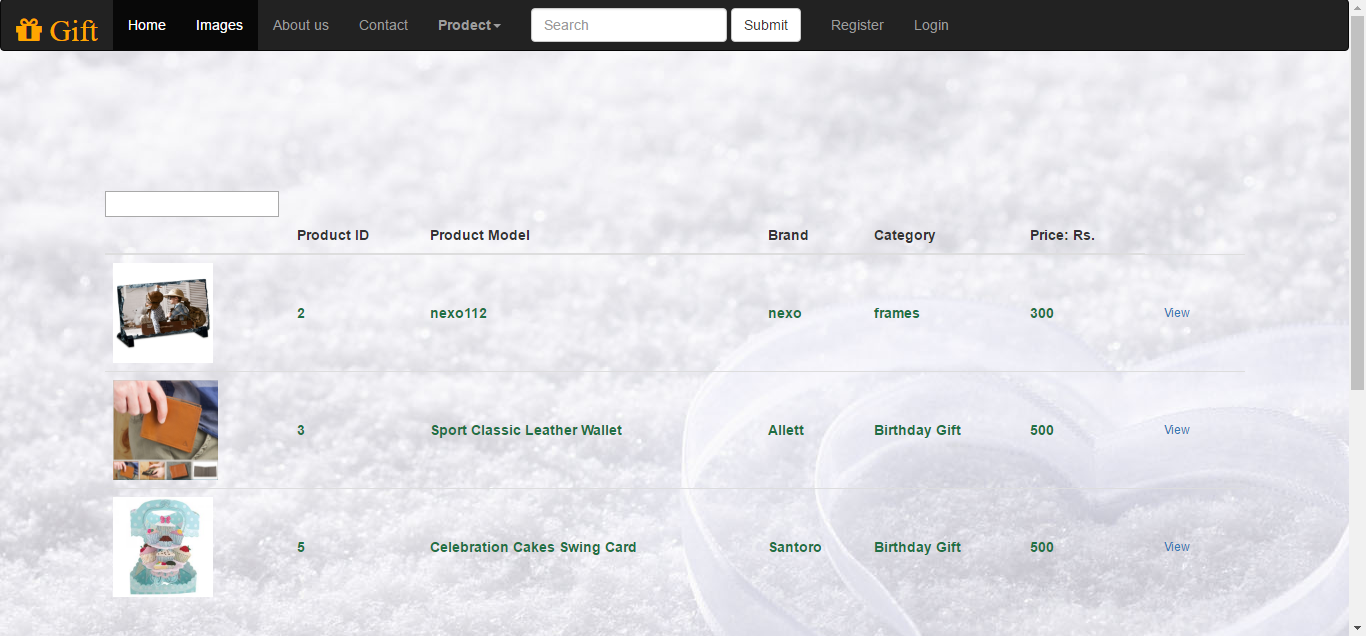 Gift Home Images About us Contact Prodect Search Submit Register Login
Product ID Product Model Brand Category Price: Rs.
2 nexo112 nexo frames 300 View
3 Sport Classic Leather Wallet Allett Birthday Gift 500 View
5 Celebration Cakes Swing Card Santoro Birthday Gift 500 View